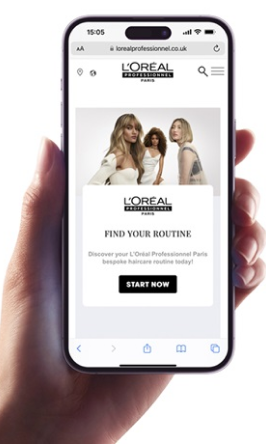 15:05
AA
lorealprofessionnel.co.uk
L'ORÉAL
PROFESSIONNEL
PARIS
L'ORÉAL
PROFESSIONNEL
PARIS
FIND YOUR ROUTINE
Discover your L'Oréal Professionnel Paris
bespoke haircare routine today!
START NOW